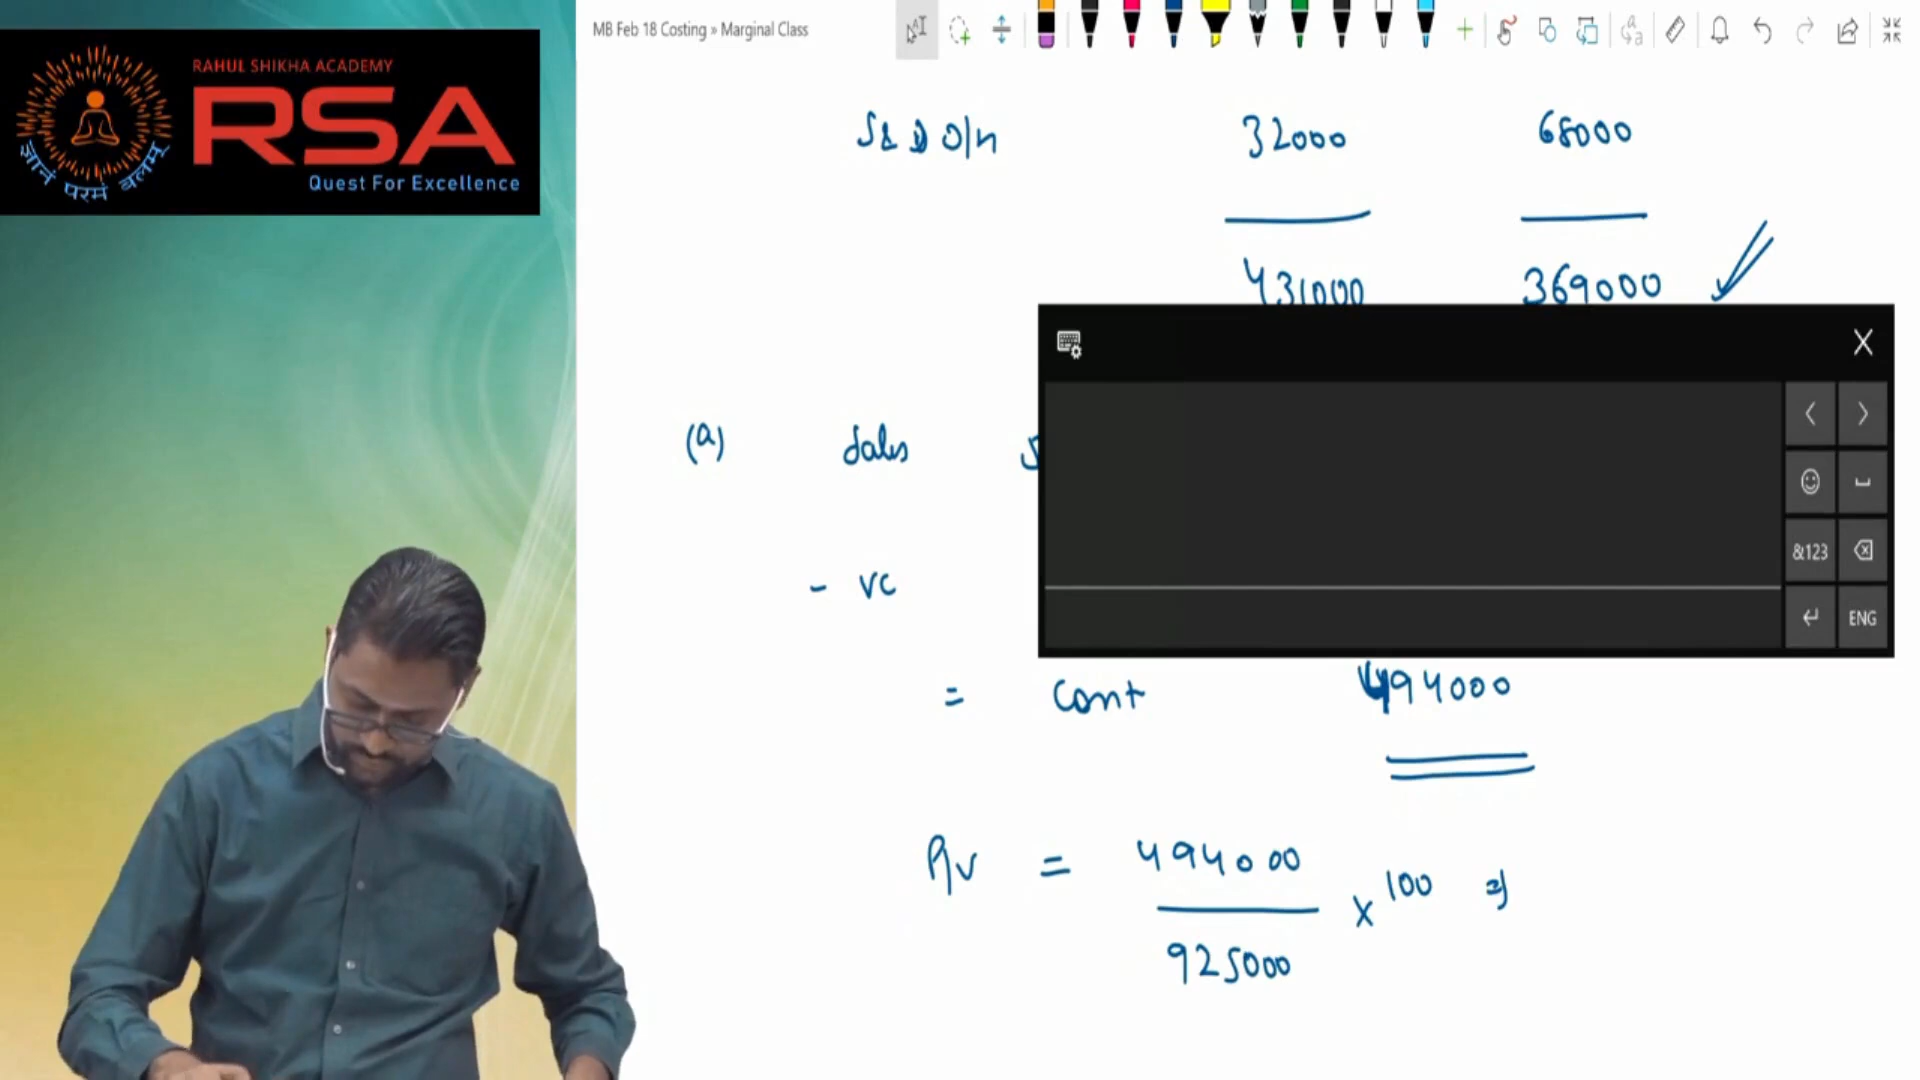 RAHUL SHIKHA ACADEMY
RSA
Quest For Excellence
ज्ञानं परमं बलम्
MB Feb 18 Costing » Marginal Class
S & D O/H 32000 68000
431000 369000
(a) Sales
- VC
&123
ENG
= Cont 494000
P/V = 494000 / 925000 × 100 ⇒